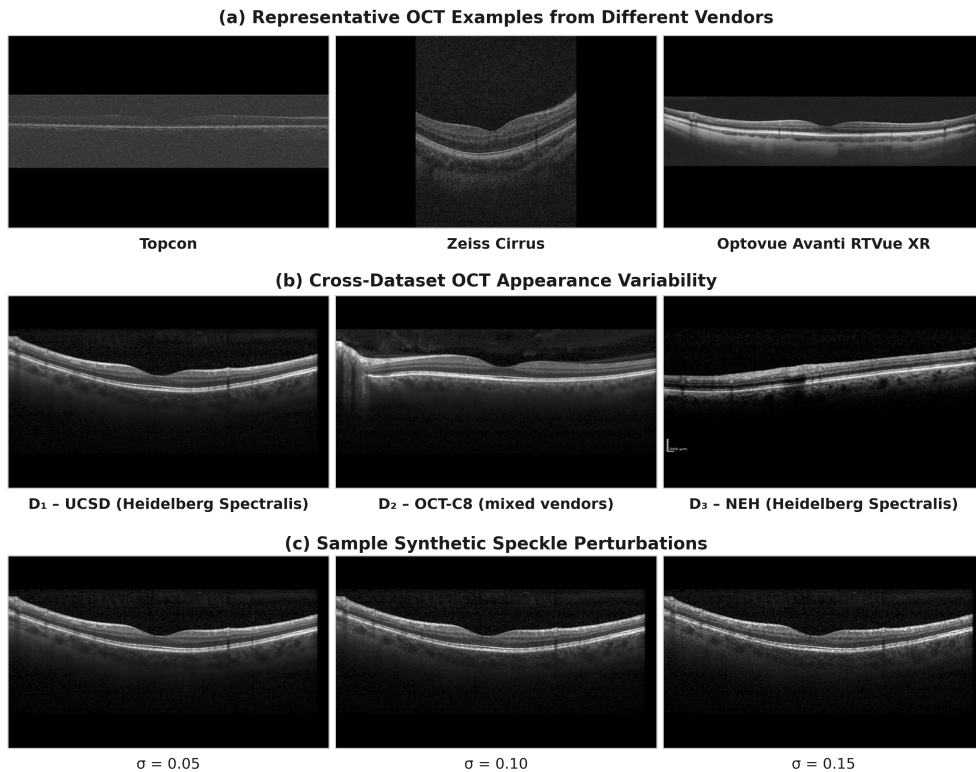 (a) Representative OCT Examples from Different Vendors
Topcon
Zeiss Cirrus
Optovue Avanti RTVue XR
(b) Cross-Dataset OCT Appearance Variability
D₁ – UCSD (Heidelberg Spectralis)
D₂ – OCT-C8 (mixed vendors)
D₃ – NEH (Heidelberg Spectralis)
(c) Sample Synthetic Speckle Perturbations
σ = 0.05
σ = 0.10
σ = 0.15